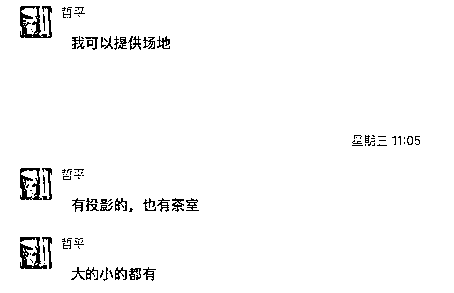 哲平
我可以提供场地
星期三 11:05
哲平
有投影的，也有茶室
哲平
大的小的都有